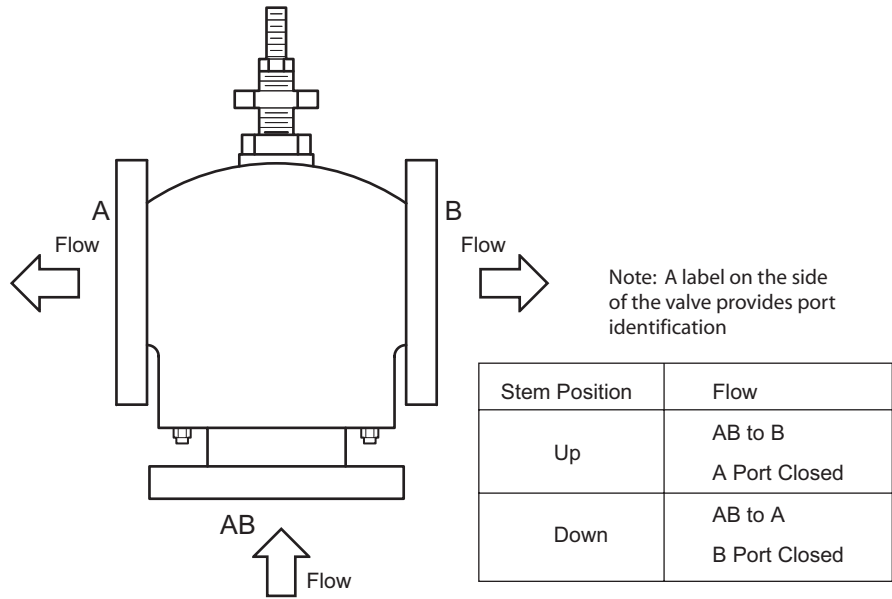 A
B
Flow
Flow
Note: A label on the side
of the valve provides port
identification
Stem Position Flow
Up
AB to B
A Port Closed
Down
AB to A
B Port Closed
AB
Flow